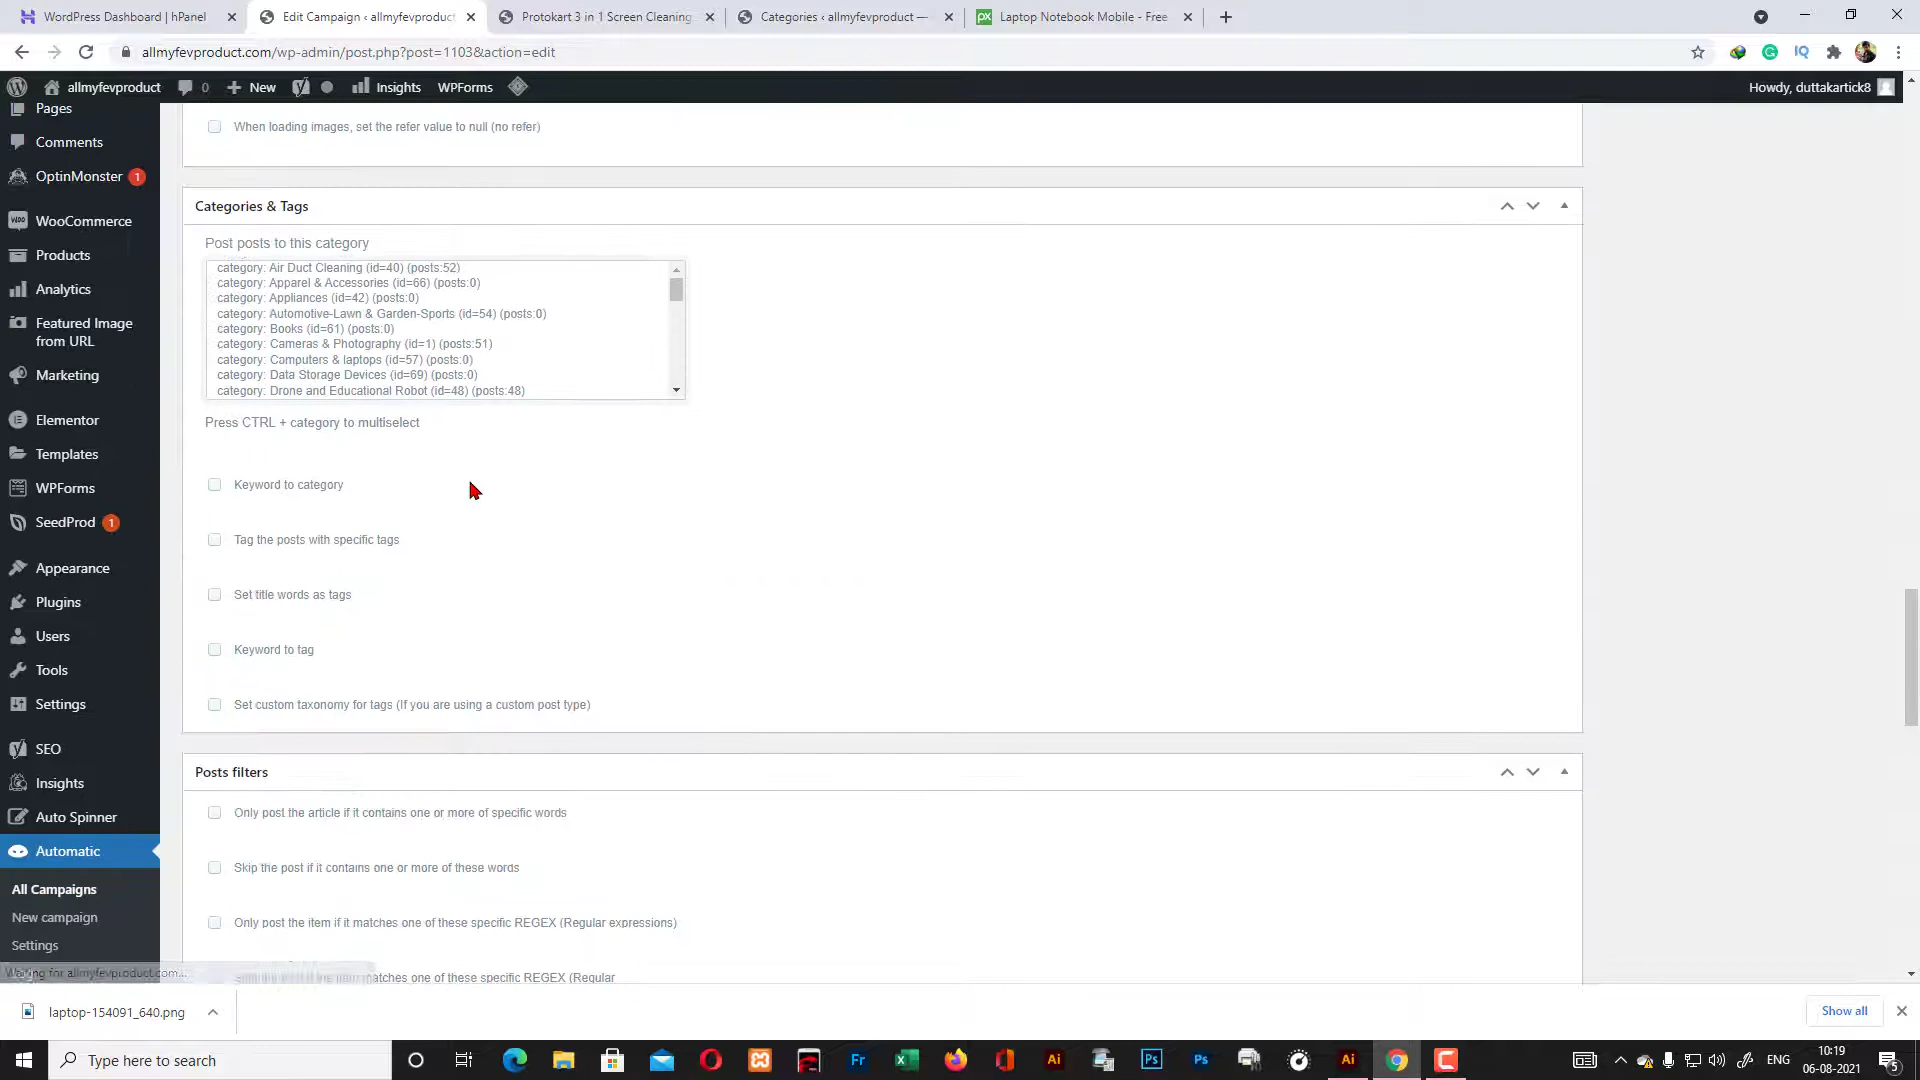 WordPress Dashboard | hPanel
Edit Campaign ‹ allmyfevproduct
Protokart 3 in 1 Screen Cleaning
Categories ‹ allmyfevproduct —
Laptop Notebook Mobile - Free
allmyfevproduct.com/wp-admin/post.php?post=1103&action=edit
allmyfevproduct
0
New
Insights
WPForms
Howdy, duttakartick8
Pages
Comments
OptinMonster 1
WooCommerce
Products
Analytics
Featured Image
from URL
Marketing
Elementor
Templates
WPForms
SeedProd 1
Appearance
Plugins
Users
Tools
Settings
SEO
Insights
Auto Spinner
Automatic
All Campaigns
New campaign
Settings
Waiting for allmyfevproduct.com...
When loading images, set the refer value to null (no refer)
Categories & Tags
Post posts to this category
category: Air Duct Cleaning (id=40) (posts:52)
category: Apparel & Accessories (id=66) (posts:0)
category: Appliances (id=42) (posts:0)
category: Automotive-Lawn & Garden-Sports (id=54) (posts:0)
category: Books (id=61) (posts:0)
category: Cameras & Photography (id=1) (posts:51)
category: Computers & laptops (id=57) (posts:0)
category: Data Storage Devices (id=69) (posts:0)
category: Drone and Educational Robot (id=48) (posts:48)
Press CTRL + category to multiselect
Keyword to category
Tag the posts with specific tags
Set title words as tags
Keyword to tag
Set custom taxonomy for tags (If you are using a custom post type)
Posts filters
Only post the article if it contains one or more of specific words
Skip the post if it contains one or more of these words
Only post the item if it matches one of these specific REGEX (Regular expressions)
matches one of these specific REGEX (Regular
laptop-154091_640.png
Show all
Type here to search
ENG
10:19
06-08-2021
5